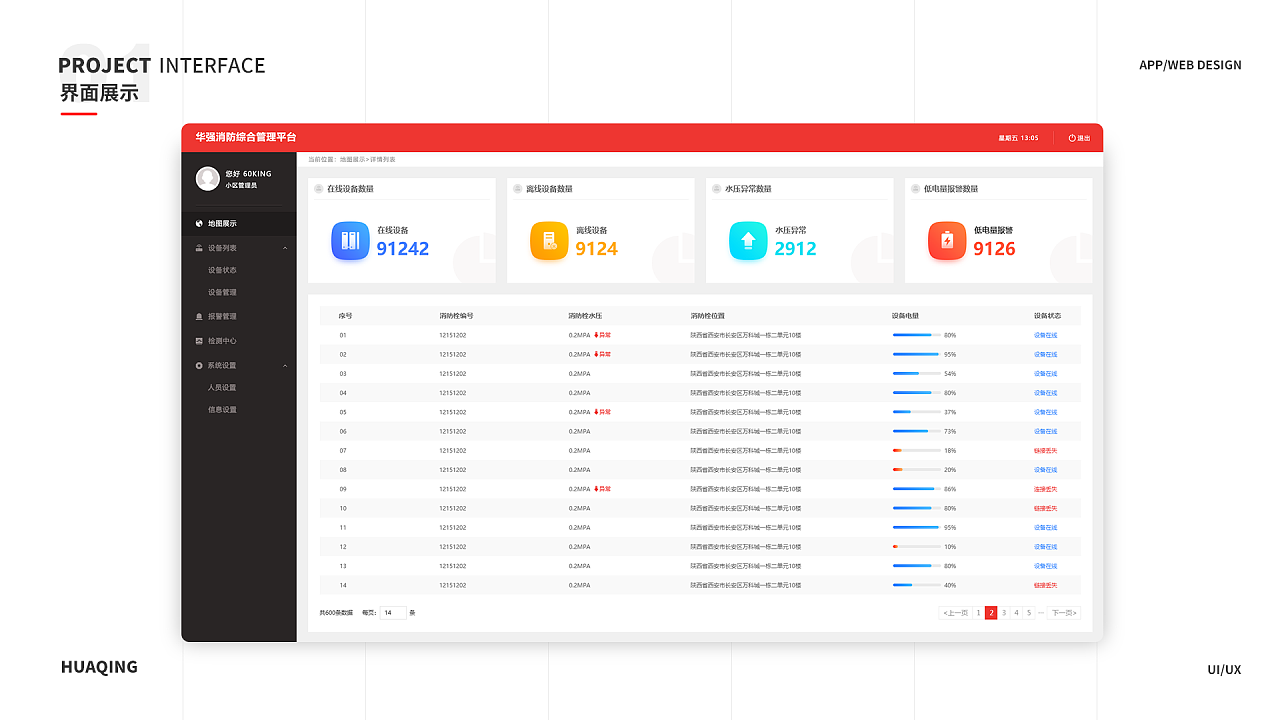 01
PROJECT INTERFACE
界面展示
APP/WEB DESIGN
华强消防综合管理平台
星期五 13:05
退出
您好 60KING
小区管理员
当前位置：地图展示>详情列表
地图展示
设备列表
设备状态
设备管理
报警管理
检测中心
系统设置
人员设置
信息设置
在线设备数量
在线设备
91242
离线设备数量
离线设备
9124
水压异常数量
水压异常
2912
低电量报警数量
低电量报警
9126
序号 消防栓编号 消防栓水压 消防栓位置 设备电量 设备状态
01 12151202 0.2MPA 异常 陕西省西安市长安区万科城一栋二单元10楼 80% 设备在线
02 12151202 0.2MPA 异常 陕西省西安市长安区万科城一栋二单元10楼 95% 设备在线
03 12151202 0.2MPA 陕西省西安市长安区万科城一栋二单元10楼 54% 设备在线
04 12151202 0.2MPA 陕西省西安市长安区万科城一栋二单元10楼 80% 设备在线
05 12151202 0.2MPA 异常 陕西省西安市长安区万科城一栋二单元10楼 37% 设备在线
06 12151202 0.2MPA 陕西省西安市长安区万科城一栋二单元10楼 73% 设备在线
07 12151202 0.2MPA 陕西省西安市长安区万科城一栋二单元10楼 18% 链接丢失
08 12151202 0.2MPA 陕西省西安市长安区万科城一栋二单元10楼 20% 设备在线
09 12151202 0.2MPA 异常 陕西省西安市长安区万科城一栋二单元10楼 86% 连接丢失
10 12151202 0.2MPA 陕西省西安市长安区万科城一栋二单元10楼 80% 链接丢失
11 12151202 0.2MPA 陕西省西安市长安区万科城一栋二单元10楼 95% 设备在线
12 12151202 0.2MPA 陕西省西安市长安区万科城一栋二单元10楼 10% 设备在线
13 12151202 0.2MPA 陕西省西安市长安区万科城一栋二单元10楼 80% 设备在线
14 12151202 0.2MPA 陕西省西安市长安区万科城一栋二单元10楼 40% 链接丢失
共600条数据 每页: 14 条
<上一页 1 2 3 4 5 ··· 下一页>
HUAQING
UI/UX